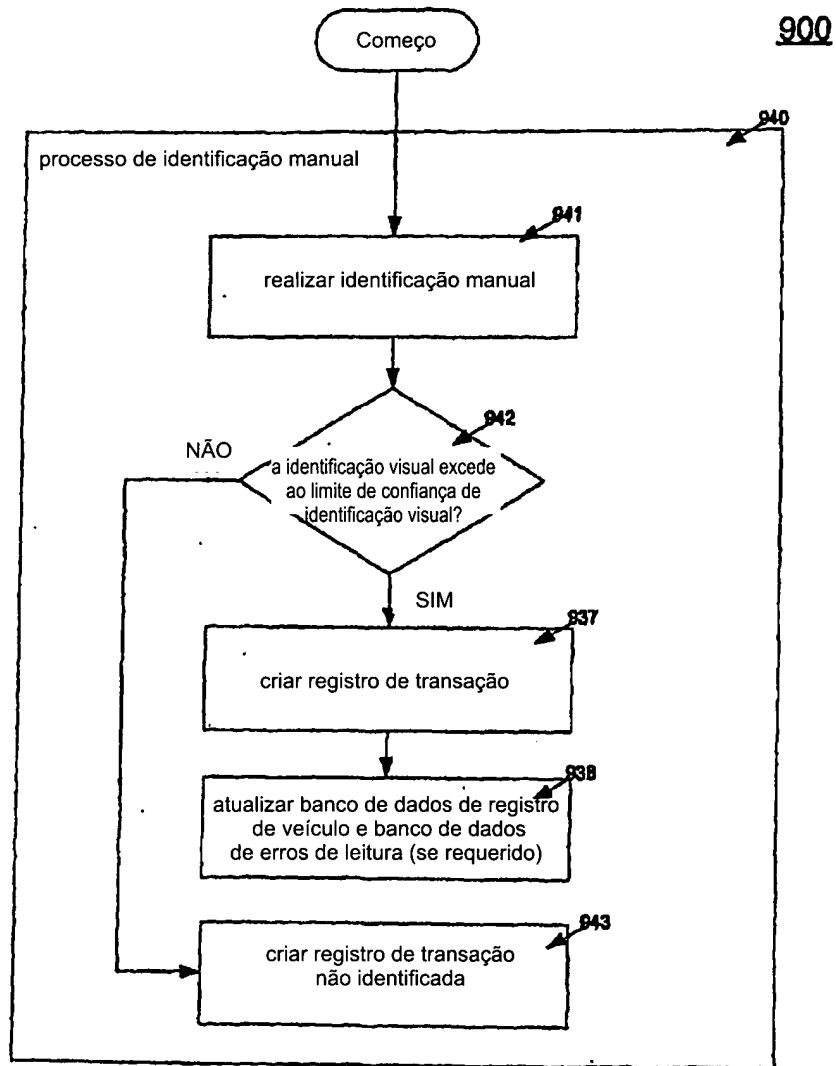 Começo
900
940
processo de identificação manual
941
realizar identificação manual
942
NÃO
a identificação visual excede
ao limite de confiança de
identificação visual?
SIM
937
criar registro de transação
938
atualizar banco de dados de registro
de veículo e banco de dados
de erros de leitura (se requerido)
943
criar registro de transação
não identificada